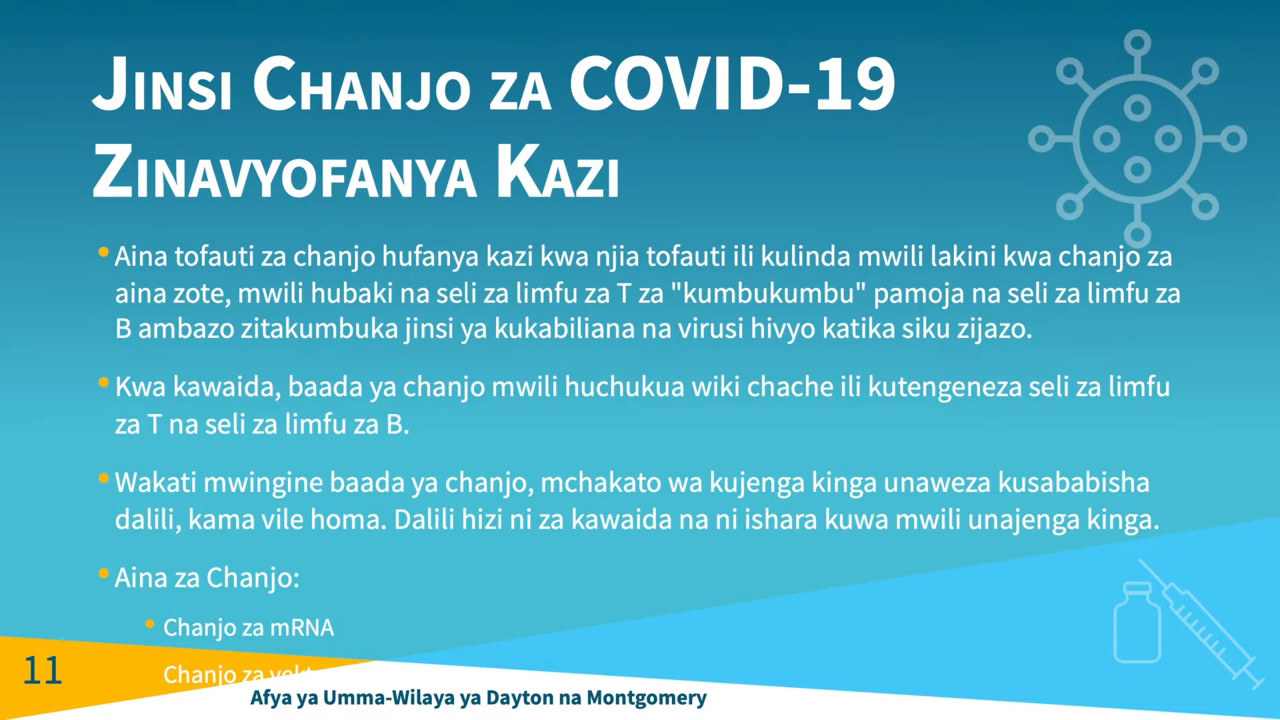 Jinsi Chanjo za COVID-19
Zinavyofanya Kazi
•Aina tofauti za chanjo hufanya kazi kwa njia tofauti ili kulinda mwili lakini kwa chanjo za
aina zote, mwili hubaki na seli za limfu za T za "kumbukumbu" pamoja na seli za limfu za
B ambazo zitakumbuka jinsi ya kukabiliana na virusi hivyo katika siku zijazo.
•Kwa kawaida, baada ya chanjo mwili huchukua wiki chache ili kutengeneza seli za limfu
za T na seli za limfu za B.
•Wakati mwingine baada ya chanjo, mchakato wa kujenga kinga unaweza kusababisha
dalili, kama vile homa. Dalili hizi ni za kawaida na ni ishara kuwa mwili unajenga kinga.
•Aina za Chanjo:
• Chanjo za mRNA
Chanjo za
11
Afya ya Umma-Wilaya ya Dayton na Montgomery